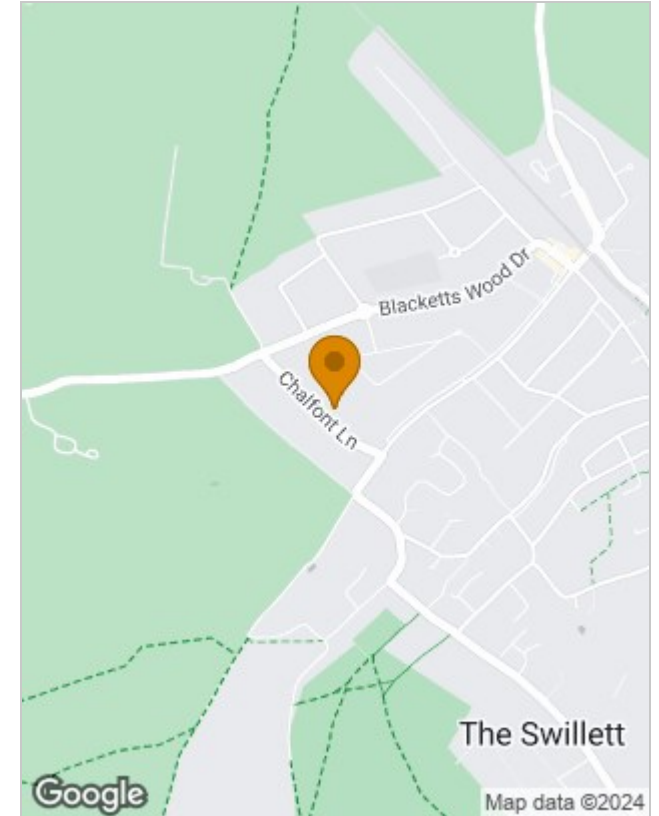 Blacketts Wood Dr
Chalfont Ln
The Swillett
Google
Map data ©2024